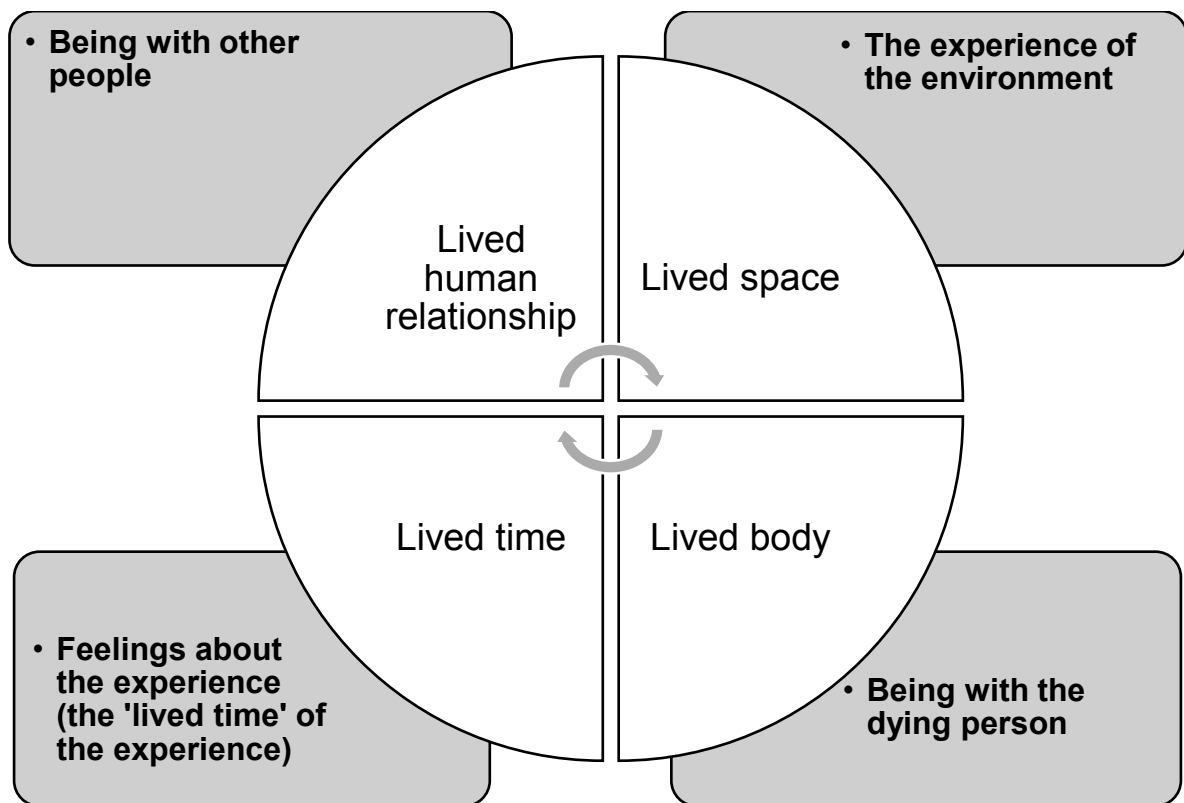 • Being with other
people
• The experience of
the environment
Lived
human
relationship
Lived space
Lived time
Lived body
• Feelings about
the experience
(the 'lived time' of
the experience)
• Being with the
dying person